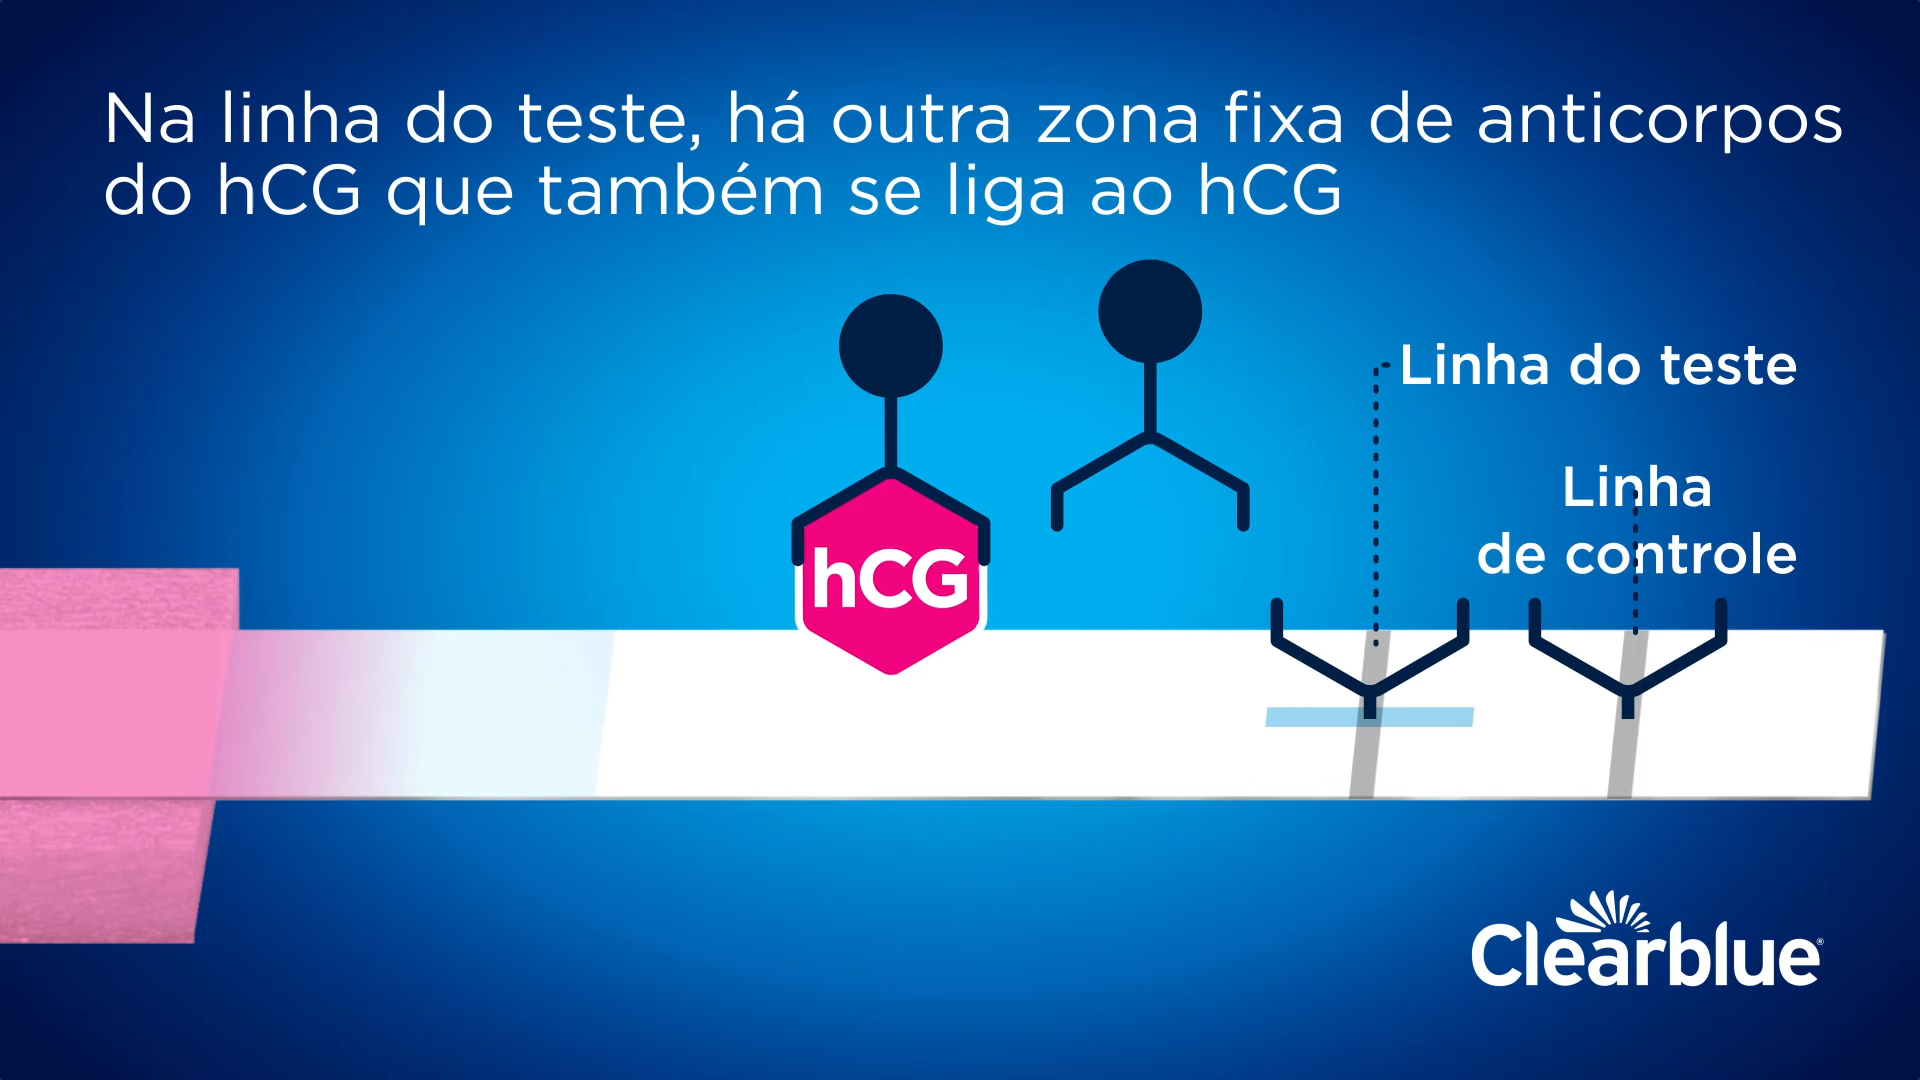 Na linha do teste, há outra zona fixa de anticorpos
do hCG que também se liga ao hCG
Linha do teste
Linha
de controle
hCG
Clearblue®